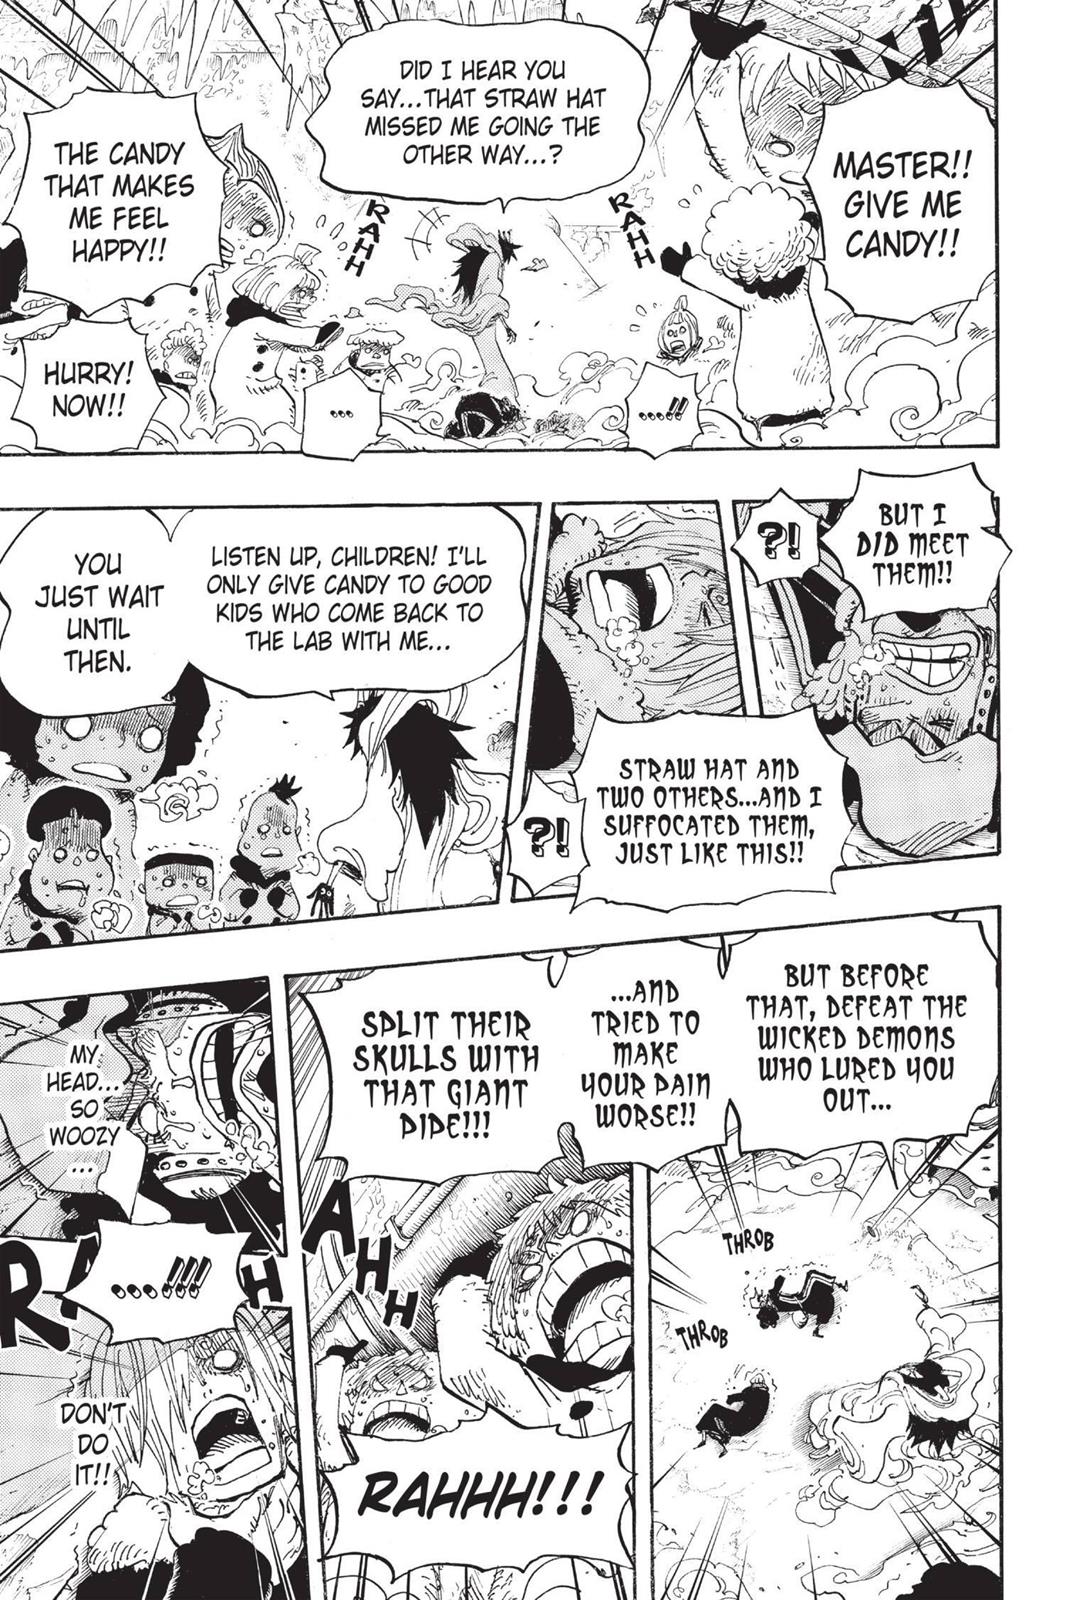 MASTER!!
GIVE ME
CANDY!!
DID I HEAR YOU
SAY...THAT STRAW HAT
MISSED ME GOING THE
OTHER WAY...?
THE CANDY
THAT MAKES
ME FEEL
HAPPY!!
RAHH
RAHH
HURRY!
NOW!!
...!!
...
BUT I
DID MEET
THEM!!
?!
STRAW HAT AND
TWO OTHERS...AND I
SUFFOCATED THEM,
JUST LIKE THIS!!
?!
LISTEN UP, CHILDREN! I'LL
ONLY GIVE CANDY TO GOOD
KIDS WHO COME BACK TO
THE LAB WITH ME...
YOU
JUST WAIT
UNTIL
THEN.
BUT BEFORE
THAT, DEFEAT THE
WICKED DEMONS
WHO LURED YOU
OUT...
...AND
TRIED TO
MAKE
YOUR PAIN
WORSE!!
SPLIT THEIR
SKULLS WITH
THAT GIANT
PIPE!!!
THROB
THROB
RAHHH!!!
RAHHHH
MY
HEAD...
SO
WOOZY
...
...!!!
DON'T
DO
IT!!